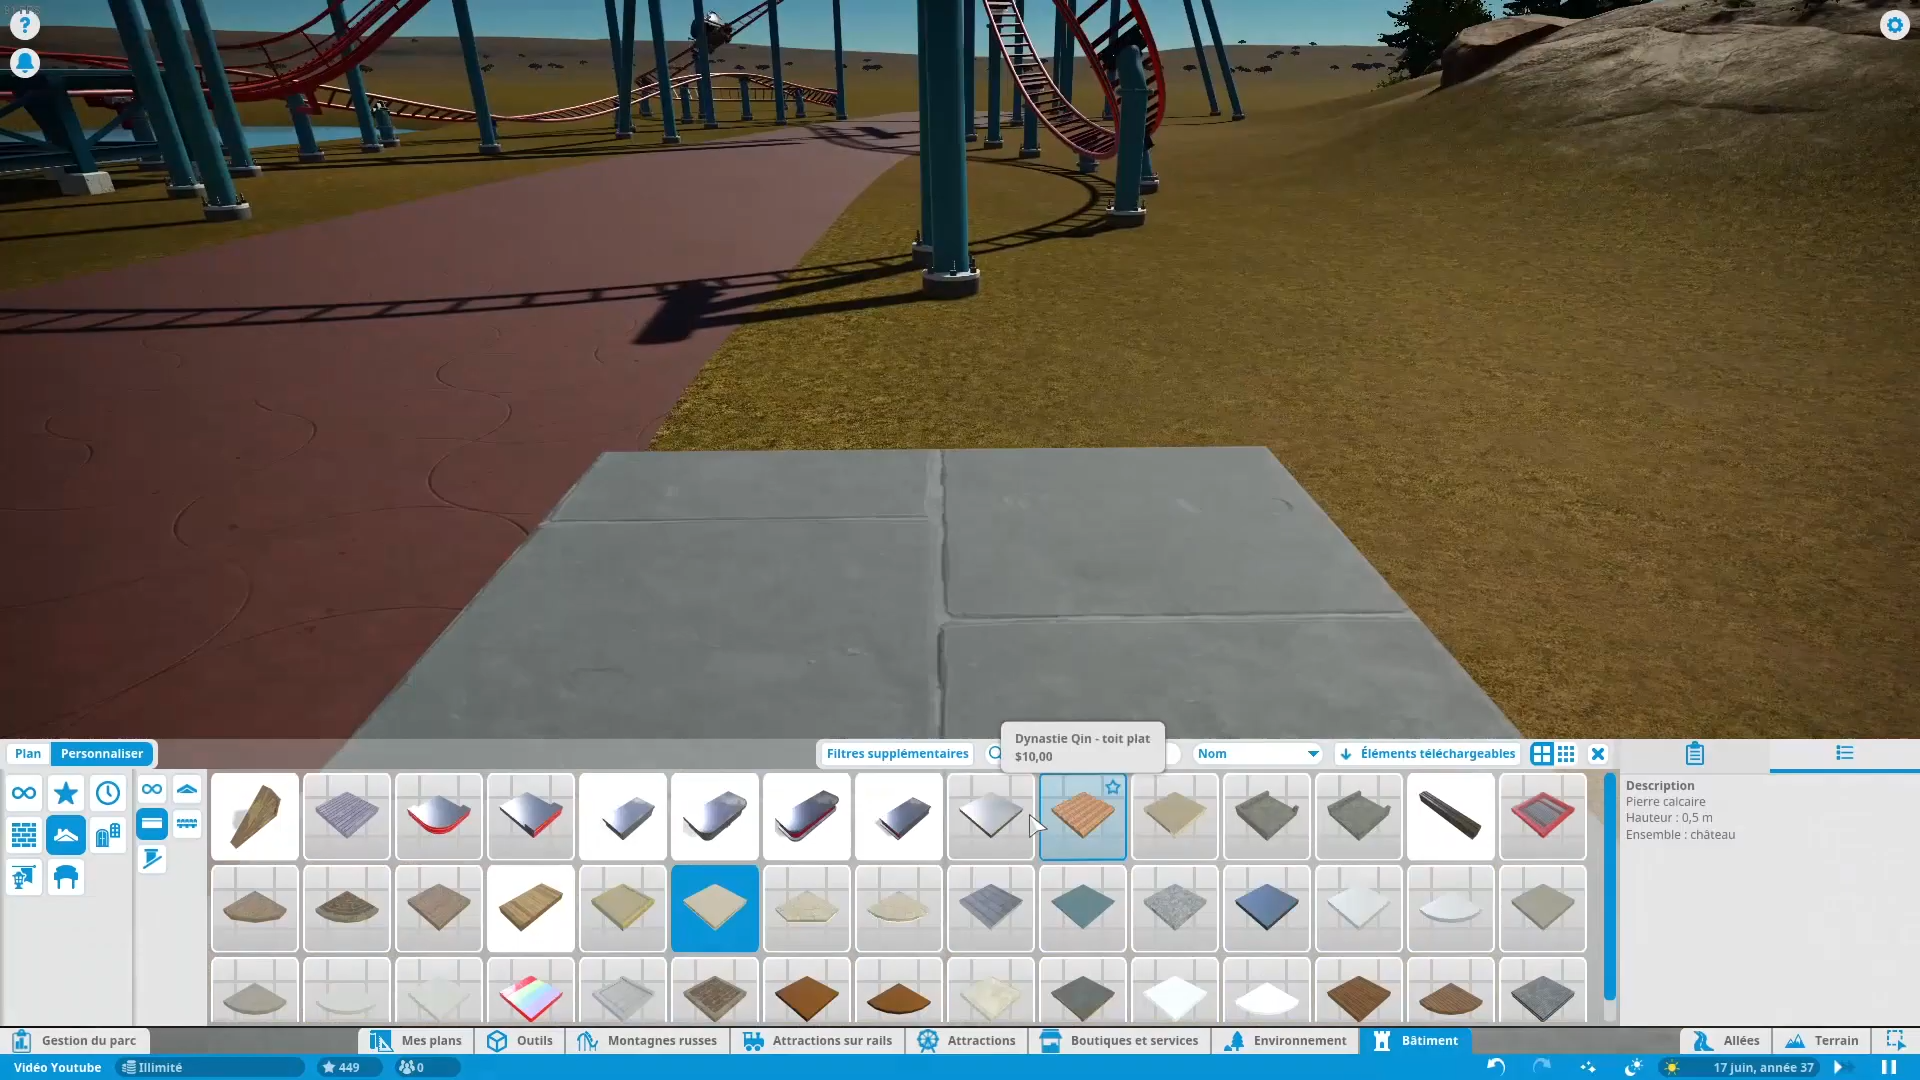 Dynastie Qin - toit plat
$10,00
Plan
Personnaliser
Filtres supplémentaires
Nom
Éléments téléchargeables
Description
Pierre calcaire
Hauteur : 0,5 m
Ensemble : château
Gestion du parc
Mes plans
Outils
Montagnes russes
Attractions sur rails
Attractions
Boutiques et services
Environnement
Bâtiment
Allées
Terrain
Vidéo Youtube
Illimité
449
0
17 juin, année 37